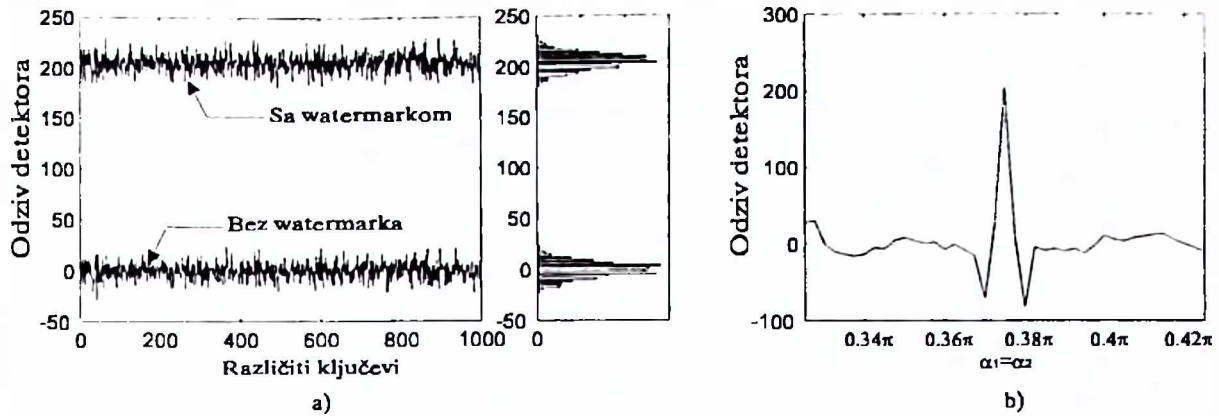 250
200
150
100
50
0
-50
Odziv detektora
Sa watermarkom
Bez watermarka
0 200 400 600 800 1000
Različiti ključevi
a)
250
200
150
100
50
0
-50
0
300
200
100
0
-100
Odziv detektora
0.34π 0.36π 0.38π 0.4π 0.42π
α1=α2
b)